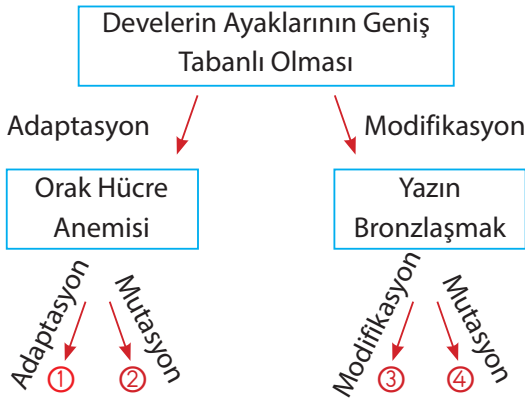 Develerin Ayaklarının Geniş
Tabanlı Olması
Adaptasyon
Modifikasyon
Orak Hücre
Anemisi
Yazın
Bronzlaşmak
Adaptasyon
Mutasyon
Modifikasyon
Mutasyon
1
2
3
4